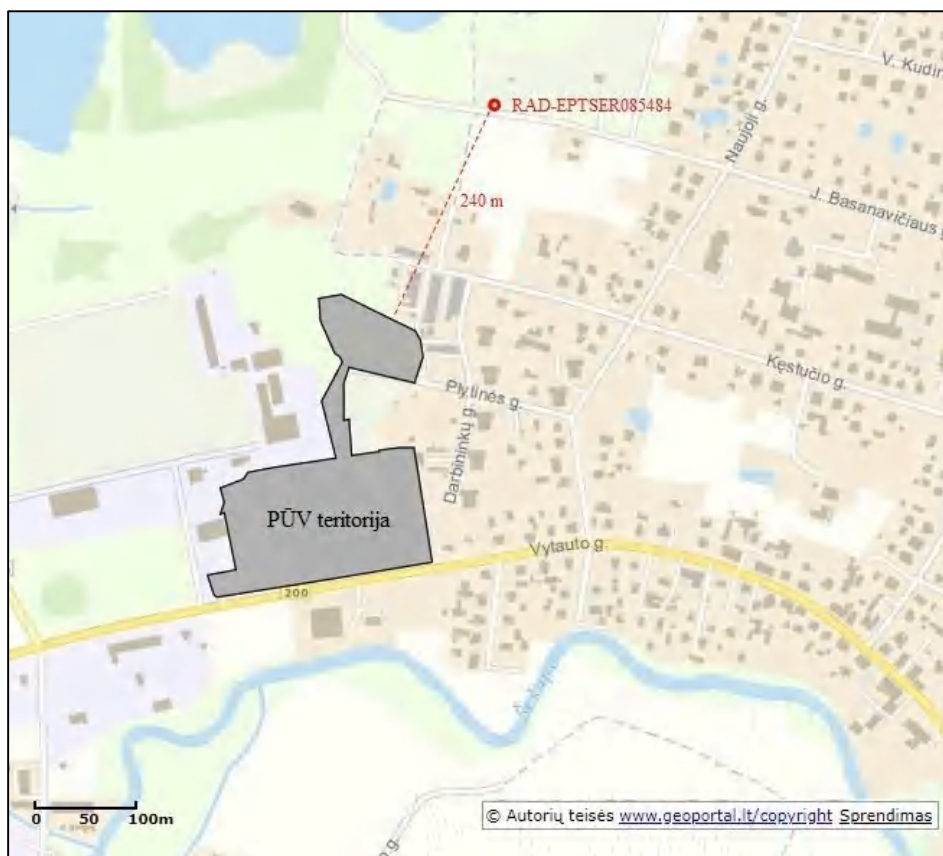 V. Kudir
RAD-EPTSER085484
Naujoji g.
240 m
J. Basanavičiaus
Kęstučio g.
Plytinės g.
Darbininkų g.
PŪV teritorija
Vytauto g.
200
0 50 100m
© Autorių teisės www.geoportal.lt/copyright Sprendimas